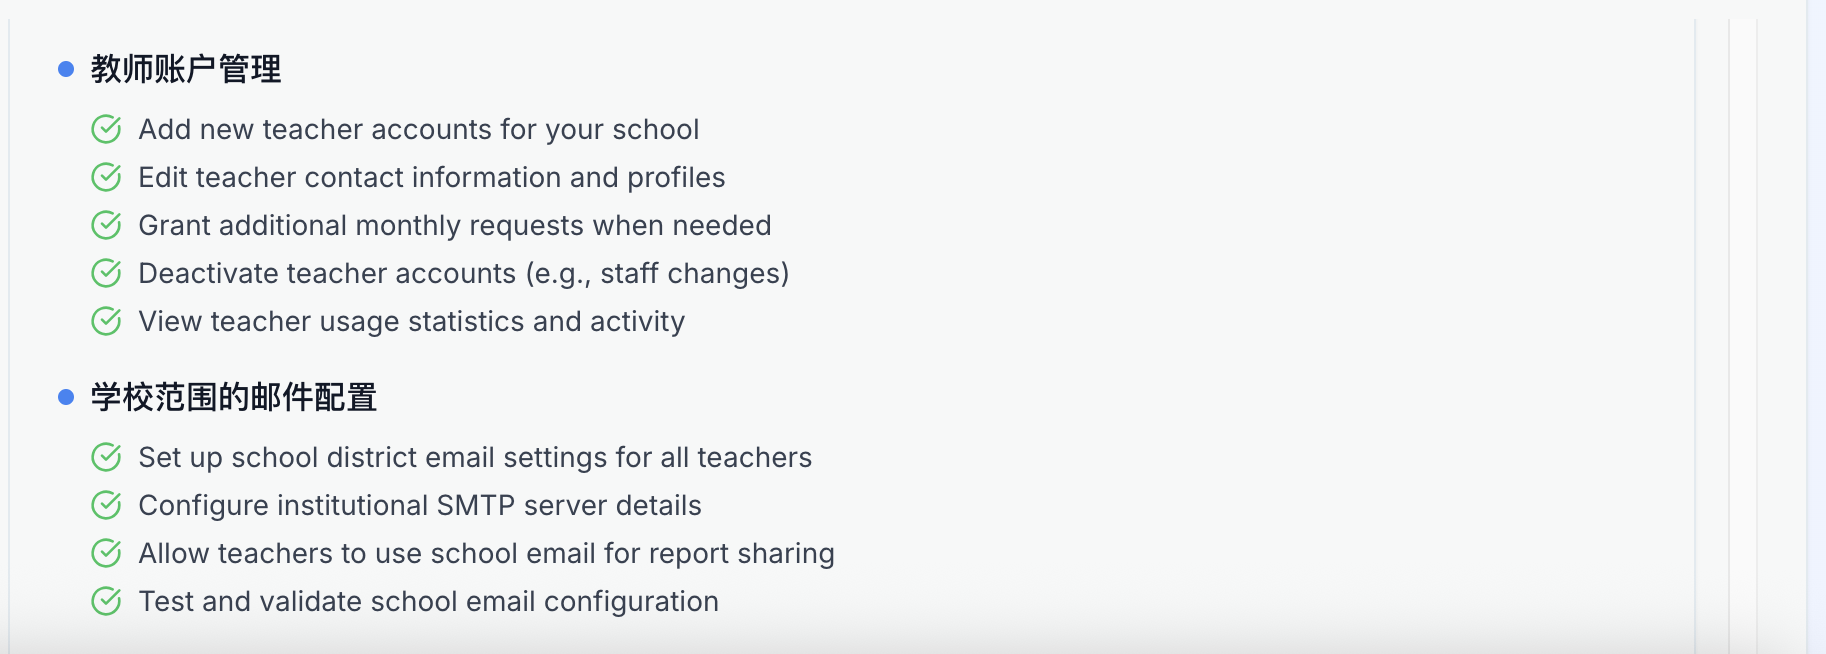 教师账户管理
Add new teacher accounts for your school
Edit teacher contact information and profiles
Grant additional monthly requests when needed
Deactivate teacher accounts (e.g., staff changes)
View teacher usage statistics and activity
学校范围的邮件配置
Set up school district email settings for all teachers
Configure institutional SMTP server details
Allow teachers to use school email for report sharing
Test and validate school email configuration